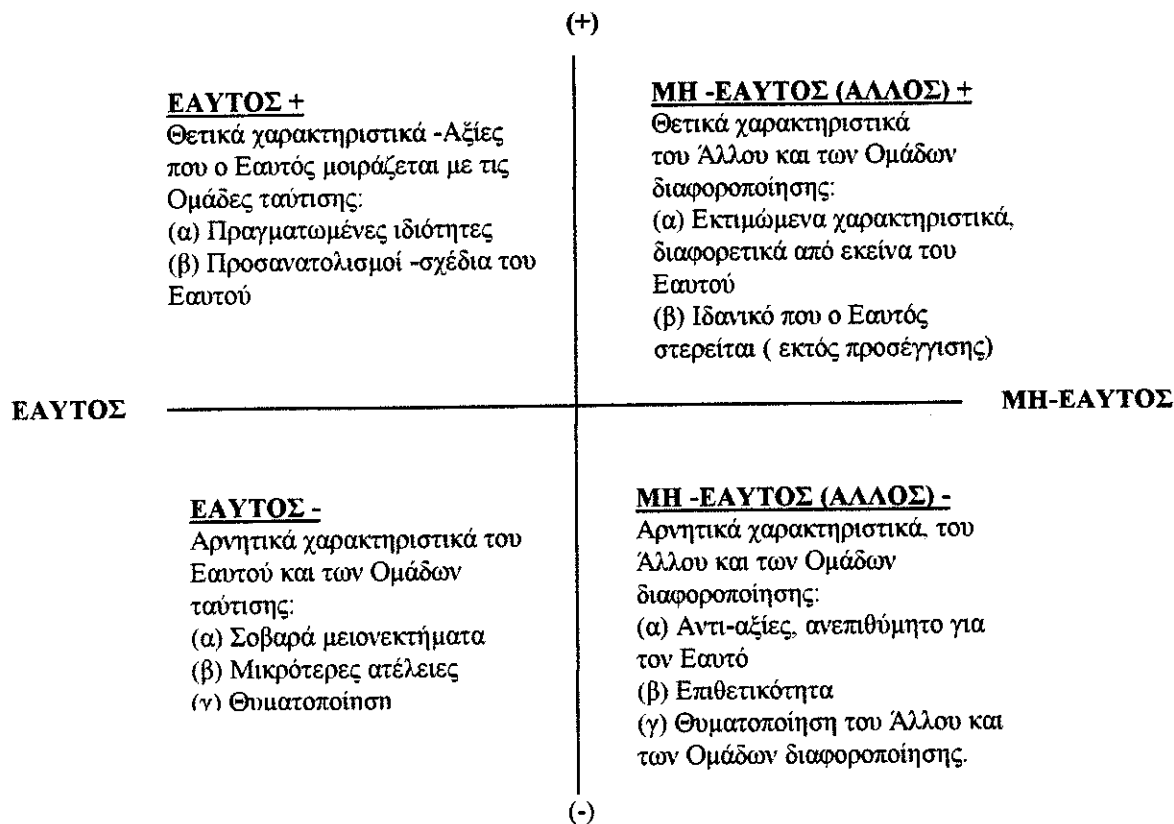 (+)
ΕΑΥΤΟΣ +
Θετικά χαρακτηριστικά -Αξίες
που ο Εαυτός μοιράζεται με τις
Ομάδες ταύτισης:
(α) Πραγματωμένες ιδιότητες
(β) Προσανατολισμοί -σχέδια του
Εαυτού
ΜΗ -ΕΑΥΤΟΣ (ΑΛΛΟΣ) +
Θετικά χαρακτηριστικά
του Άλλου και των Ομάδων
διαφοροποίησης:
(α) Εκτιμώμενα χαρακτηριστικά,
διαφορετικά από εκείνα του
Εαυτού
(β) Ιδανικό που ο Εαυτός
στερείται ( εκτός προσέγγισης)
ΕΑΥΤΟΣ
ΜΗ-ΕΑΥΤΟΣ
ΕΑΥΤΟΣ -
Αρνητικά χαρακτηριστικά του
Εαυτού και των Ομάδων
ταύτισης:
(α) Σοβαρά μειονεκτήματα
(β) Μικρότερες ατέλειες
(γ) Θυματοποίηση
ΜΗ -ΕΑΥΤΟΣ (ΑΛΛΟΣ) -
Αρνητικά χαρακτηριστικά, του
Άλλου και των Ομάδων
διαφοροποίησης:
(α) Αντι-αξίες, ανεπιθύμητο για
τον Εαυτό
(β) Επιθετικότητα
(γ) Θυματοποίηση του Άλλου και
των Ομάδων διαφοροποίησης.
(-)